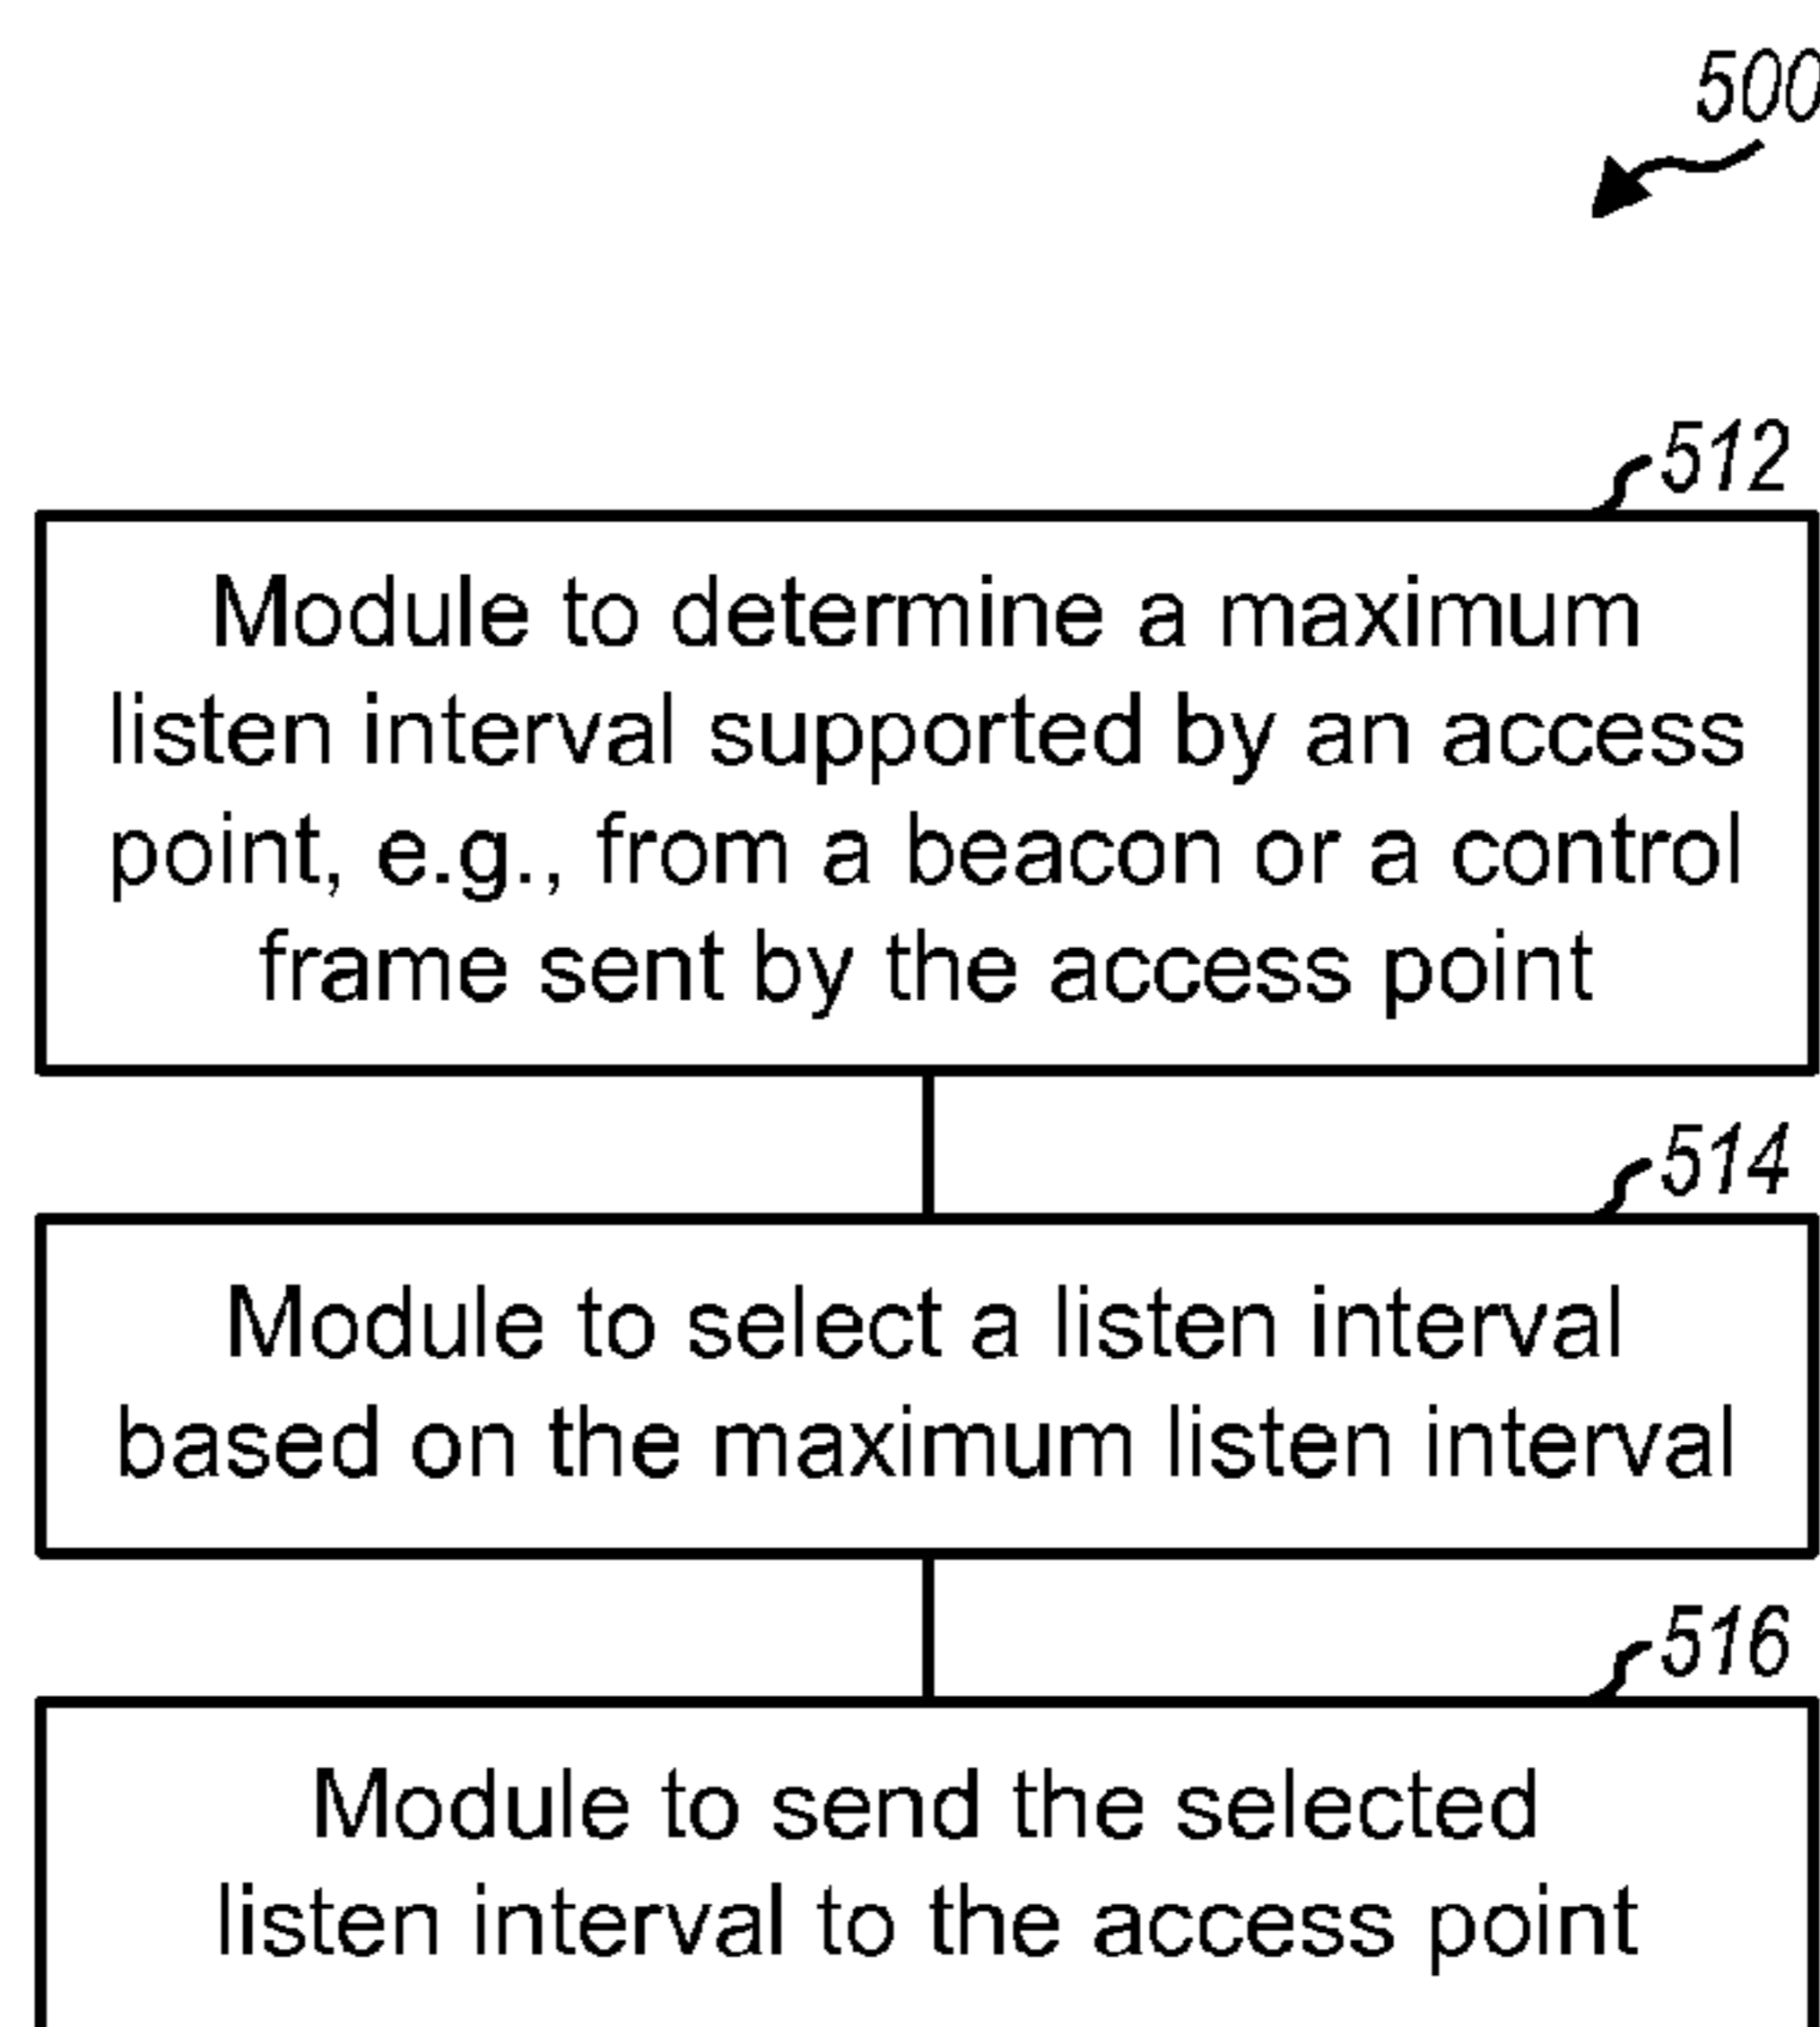 500
512
Module to determine a maximum
listen interval supported by an access
point, e.g., from a beacon or a control
frame sent by the access point
514
Module to select a listen interval
based on the maximum listen interval
516
Module to send the selected
listen interval to the access point